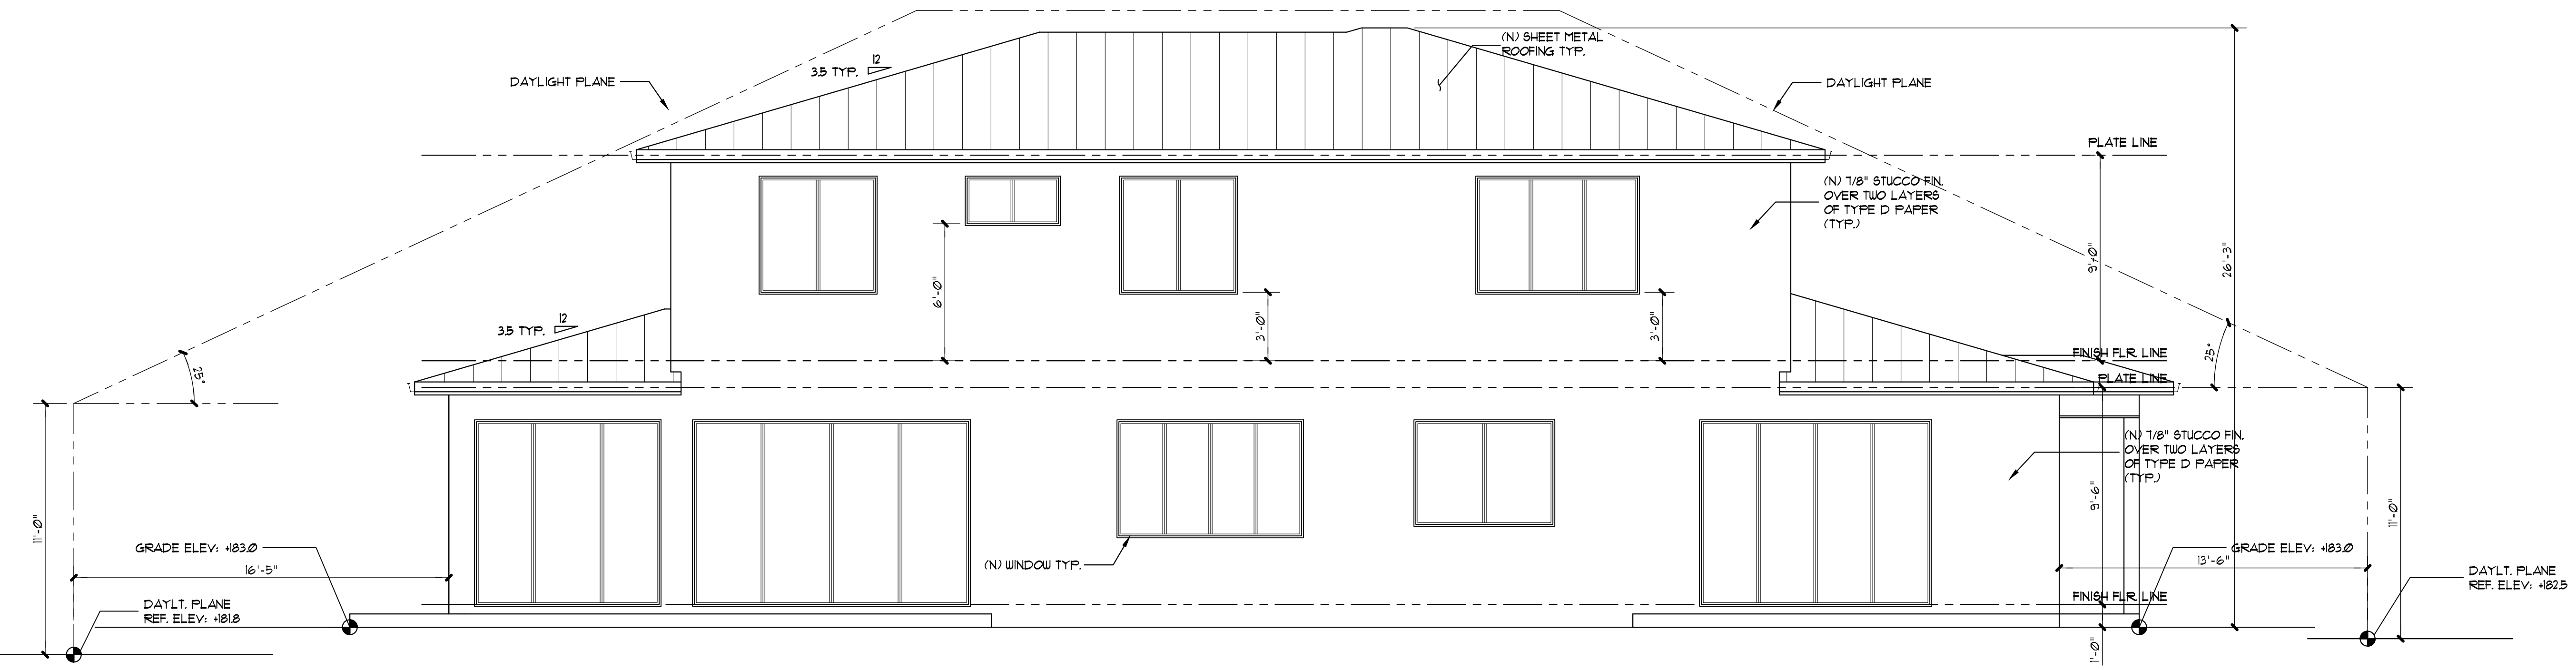 (N) SHEET METAL
ROOFING TYP.
12
3.5 TYP.
DAYLIGHT PLANE
DAYLIGHT PLANE
PLATE LINE
(N) 7/8" STUCCO FIN.
OVER TWO LAYERS
OF TYPE D PAPER
(TYP.)
9'-0"
26'-3"
6'-0"
3'-0"
3'-0"
12
3.5 TYP.
FINISH FLR. LINE
25°
25°
PLATE LINE
(N) 7/8" STUCCO FIN.
OVER TWO LAYERS
OF TYPE D PAPER
(TYP.)
9'-6"
11'-0"
11'-0"
GRADE ELEV: +183.0
GRADE ELEV: +183.0
16'-5"
13'-6"
(N) WINDOW TYP.
DAYLT. PLANE
REF. ELEV: +182.5
FINISH FLR. LINE
DAYLT. PLANE
REF. ELEV: +181.8
1'-0"